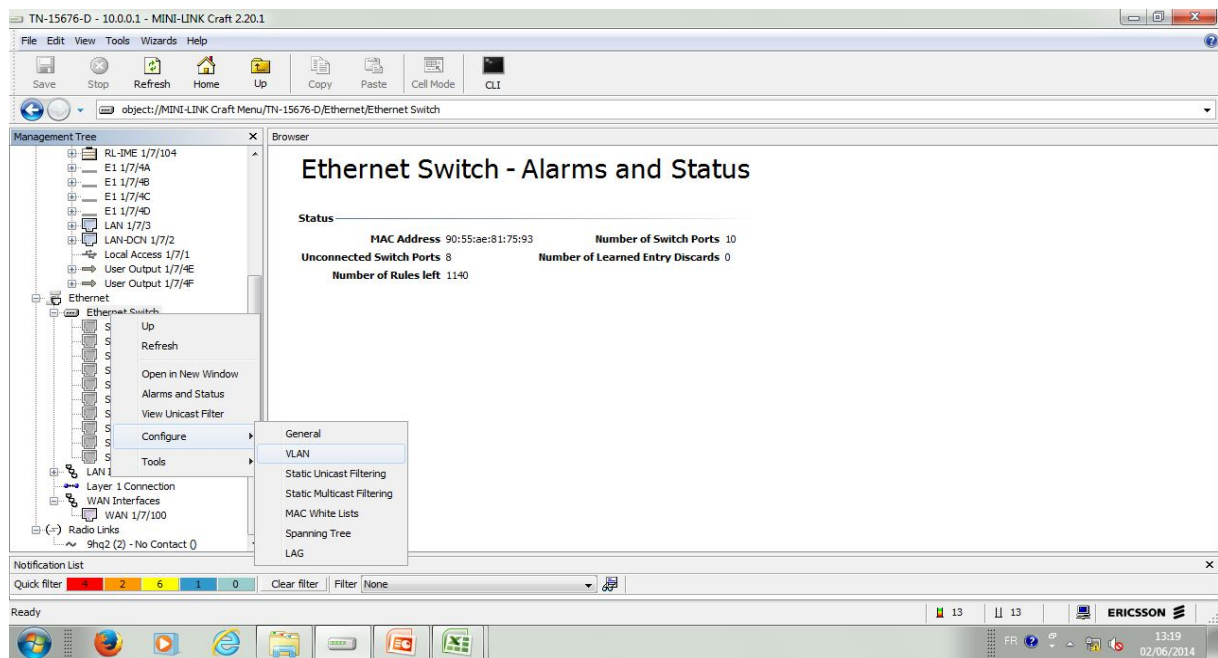 TN-15676-D - 10.0.0.1 - MINI-LINK Craft 2.20.1
File Edit View Tools Wizards Help
Save Stop Refresh Home Up Copy Paste Cell Mode CLI
object://MINI-LINK Craft Menu/TN-15676-D/Ethernet/Ethernet Switch
Management Tree
Browser
RL-IME 1/7/104
E1 1/7/4A
E1 1/7/4B
E1 1/7/4C
E1 1/7/4D
LAN 1/7/3
LAN-DCN 1/7/2
Local Access 1/7/1
User Output 1/7/4E
User Output 1/7/4F
Ethernet
Ethernet Switch
S
S
S
S
S
S
S
S
S
S
LAN I
Layer 1 Connection
WAN Interfaces
WAN 1/7/100
Radio Links
9hq2 (2) - No Contact ()
Up
Refresh
Open in New Window
Alarms and Status
View Unicast Filter
Configure
Tools
General
VLAN
Static Unicast Filtering
Static Multicast Filtering
MAC White Lists
Spanning Tree
LAG
Ethernet Switch - Alarms and Status
Status
MAC Address 90:55:ae:81:75:93 Number of Switch Ports 10
Unconnected Switch Ports 8 Number of Learned Entry Discards 0
Number of Rules left 1140
Notification List
Quick filter 4 2 6 1 0 Clear filter Filter None
Ready
13 13 ERICSSON
FR 13:19
02/06/2014